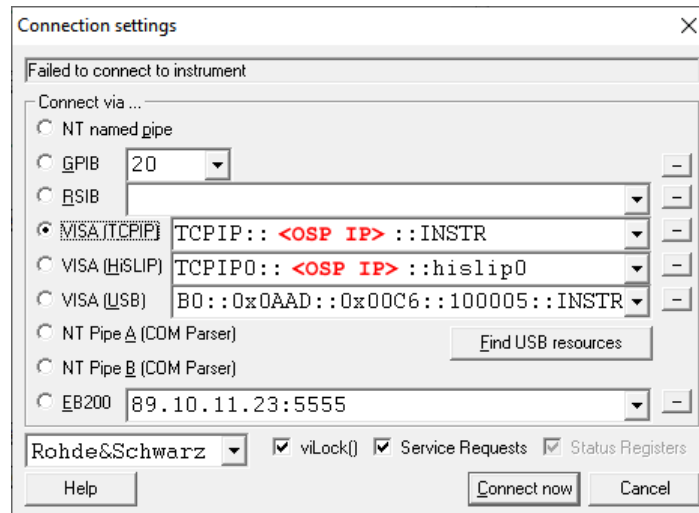 Connection settings
Failed to connect to instrument
Connect via ...
NT named pipe
GPIB 20
RSIB
VISA (TCPIP) TCPIP:: <OSP IP> ::INSTR
VISA (HiSLIP) TCPIP0:: <OSP IP> ::hislip0
VISA (USB) B0::0x0AAD::0x00C6::100005::INSTR
NT Pipe A (COM Parser)
Find USB resources
NT Pipe B (COM Parser)
EB200 89.10.11.23:5555
Rohde&Schwarz viLock() Service Requests Status Registers
Help Connect now Cancel